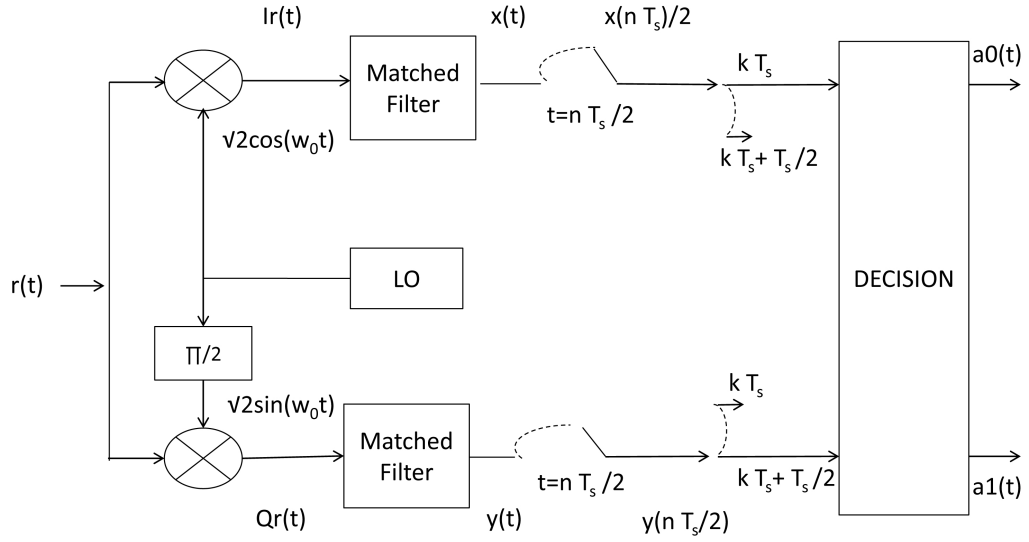 Ir(t)
x(t)
x(n Tₛ)/2
a0(t)
Matched
Filter
k Tₛ
t=n Tₛ /2
√2cos(w₀t)
k Tₛ+ Tₛ /2
r(t)
LO
DECISION
∏/2
k Tₛ
√2sin(w₀t)
Matched
Filter
t=n Tₛ /2
k Tₛ+ Tₛ /2
a1(t)
Qr(t)
y(t)
y(n Tₛ/2)